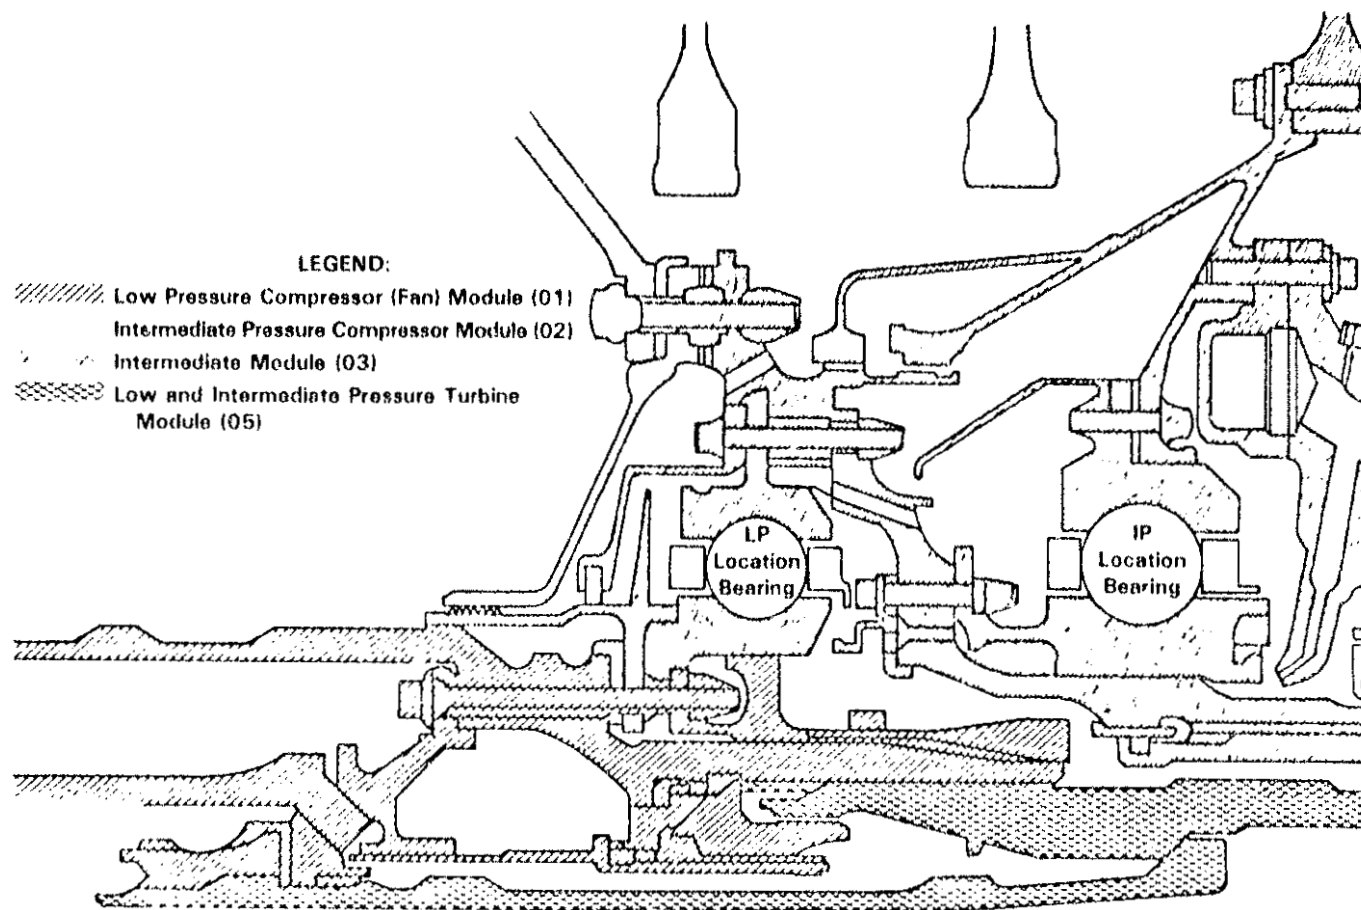 LEGEND:
Low Pressure Compressor (Fan) Module (01)
Intermediate Pressure Compressor Module (02)
Intermediate Module (03)
Low and Intermediate Pressure Turbine
Module (05)
LP
Location
Bearing
IP
Location
Bearing